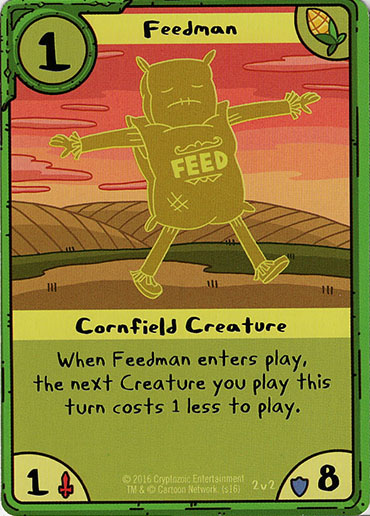 1
Feedman
FEED
Cornfield Creature
When Feedman enters play,
the next Creature you play this
turn costs 1 less to play.
© 2016 Cryptozoic Entertainment
TM & © Cartoon Network. (s16)
2v2
1
8